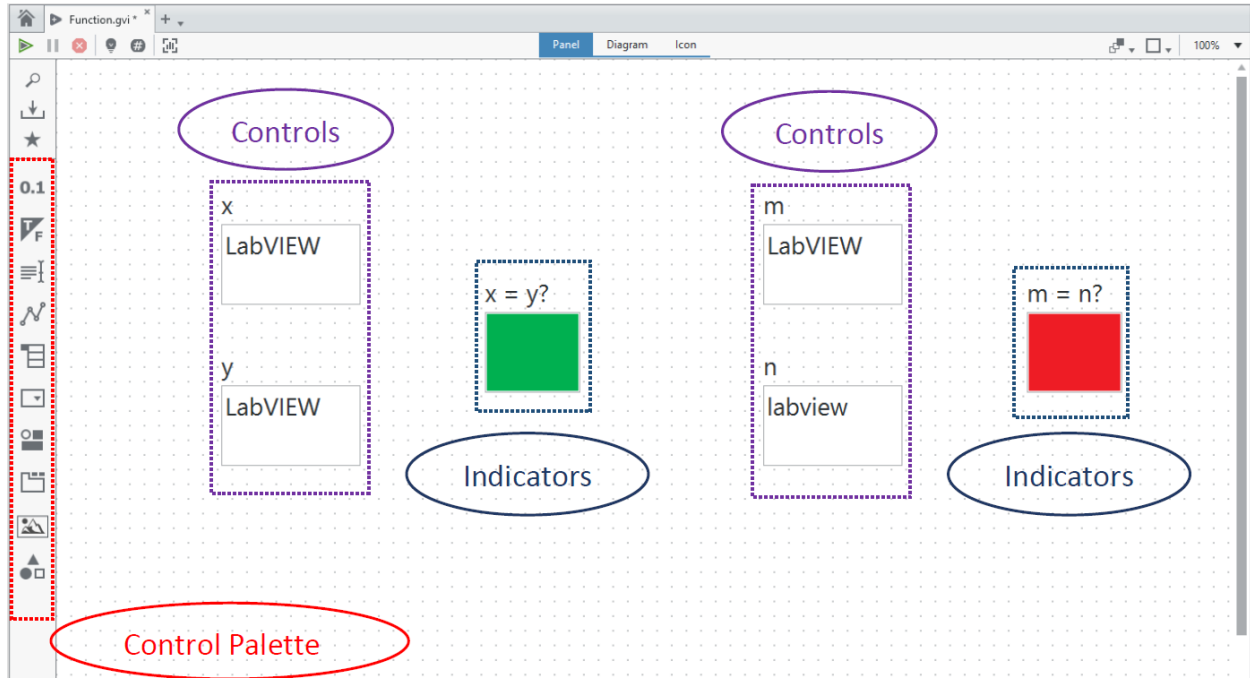 Function.gvi *
Panel Diagram Icon
100%
0.1
T
F
Controls
x
LabVIEW
y
LabVIEW
x = y?
Indicators
Controls
m
LabVIEW
n
labview
m = n?
Indicators
Control Palette